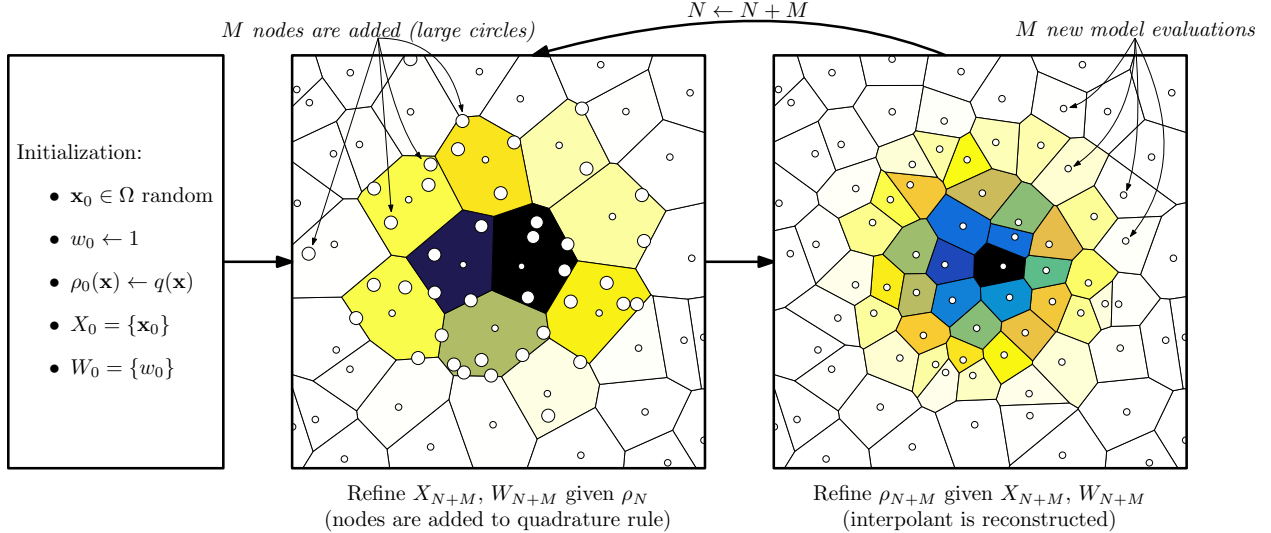 N ← N + M
M nodes are added (large circles)
M new model evaluations
Initialization:
• x₀ ∈ Ω random
• w₀ ← 1
• ρ₀(x) ← q(x)
• X₀ = {x₀}
• W₀ = {w₀}
Refine X_{N+M}, W_{N+M} given ρ_N
(nodes are added to quadrature rule)
Refine ρ_{N+M} given X_{N+M}, W_{N+M}
(interpolant is reconstructed)